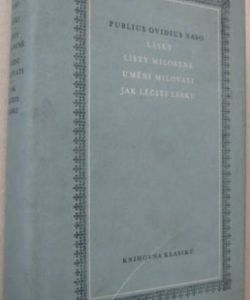 PUBLIUS OVIDIUS NASO
LÁSKY
LISTY MILOSTNÉ
UMĚNÍ MILOVATI
JAK LÉČITI LÁSKU
KNIHOVNA KLASIKŮ